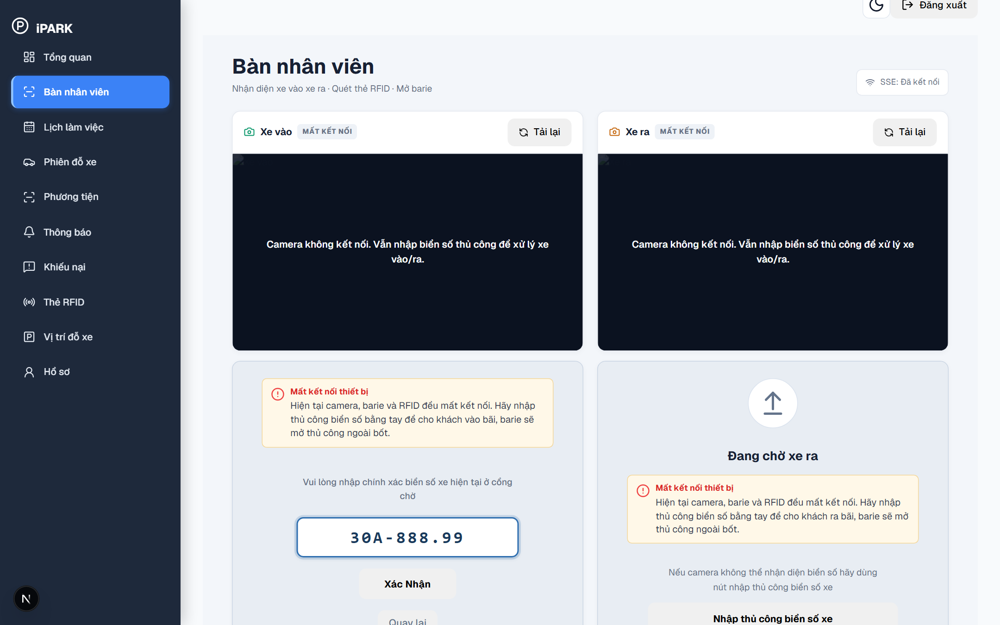 iPARK
Tổng quan
Bàn nhân viên
Lịch làm việc
Phiên đỗ xe
Phương tiện
Thông báo
Khiếu nại
Thẻ RFID
Vị trí đỗ xe
Hồ sơ
Đăng xuất
Bàn nhân viên
Nhận diện xe vào xe ra · Quét thẻ RFID · Mở barie
SSE: Đã kết nối
Xe vào MẤT KẾT NỐI
Tải lại
Camera không kết nối. Vẫn nhập biển số thủ công để xử lý xe
vào/ra.
Xe ra MẤT KẾT NỐI
Tải lại
Camera không kết nối. Vẫn nhập biển số thủ công để xử lý xe
vào/ra.
Mất kết nối thiết bị
Hiện tại camera, barie và RFID đều mất kết nối. Hãy nhập
thủ công biển số bằng tay để cho khách vào bãi, barie sẽ
mở thủ công ngoài bốt.
Vui lòng nhập chính xác biển số xe hiện tại ở cổng
chờ
30A-888.99
Xác Nhận
Quay lại
Đang chờ xe ra
Mất kết nối thiết bị
Hiện tại camera, barie và RFID đều mất kết nối. Hãy nhập
thủ công biển số bằng tay để cho khách ra bãi, barie sẽ mở
thủ công ngoài bốt.
Nếu camera không thể nhận diện biển số hãy dùng
nút nhập thủ công biển số xe
Nhập thủ công biển số xe